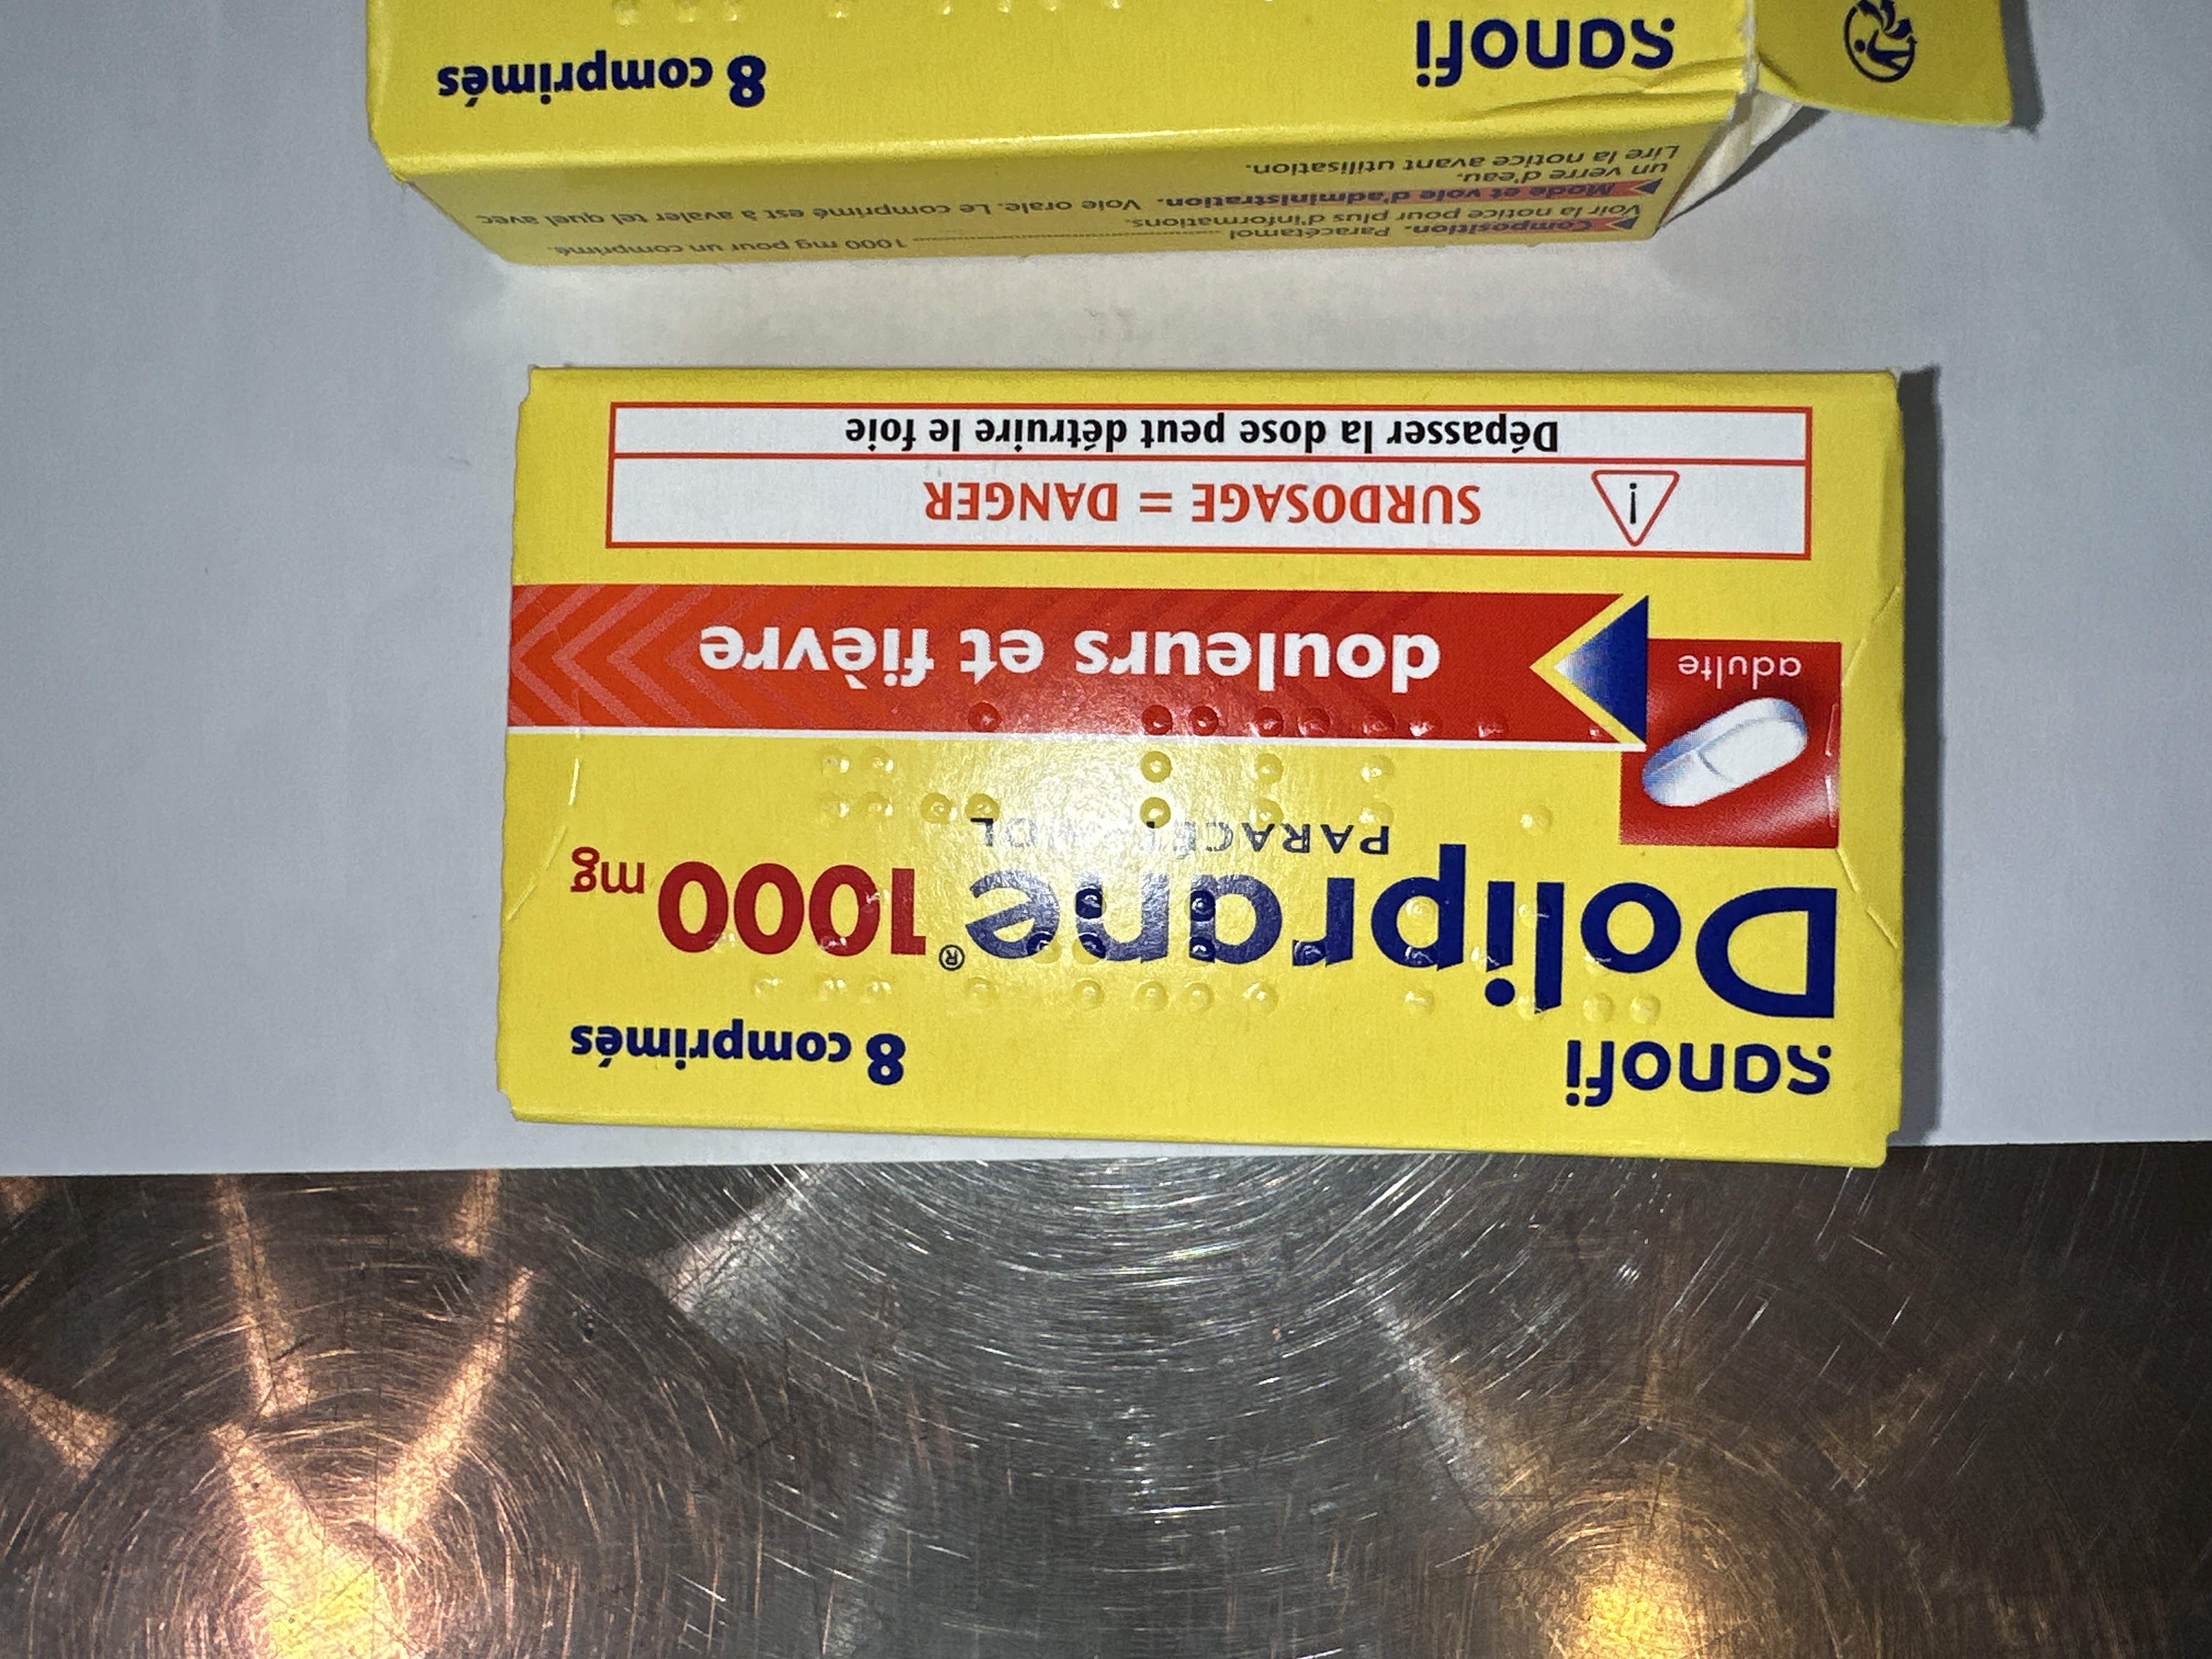 sanofi
8 comprimés
Doliprane® 1000 mg
PARACÉTAMOL
adulte
douleurs et fièvre
SURDOSAGE = DANGER
Dépasser la dose peut détruire le foie
Composition. Paracétamol ........ 1000 mg pour un comprimé.
Voir la notice pour plus d'informations.
Mode et voie d'administration. Voie orale. Le comprimé est à avaler tel quel avec
un verre d'eau.
Lire la notice avant utilisation.
sanofi
8 comprimés